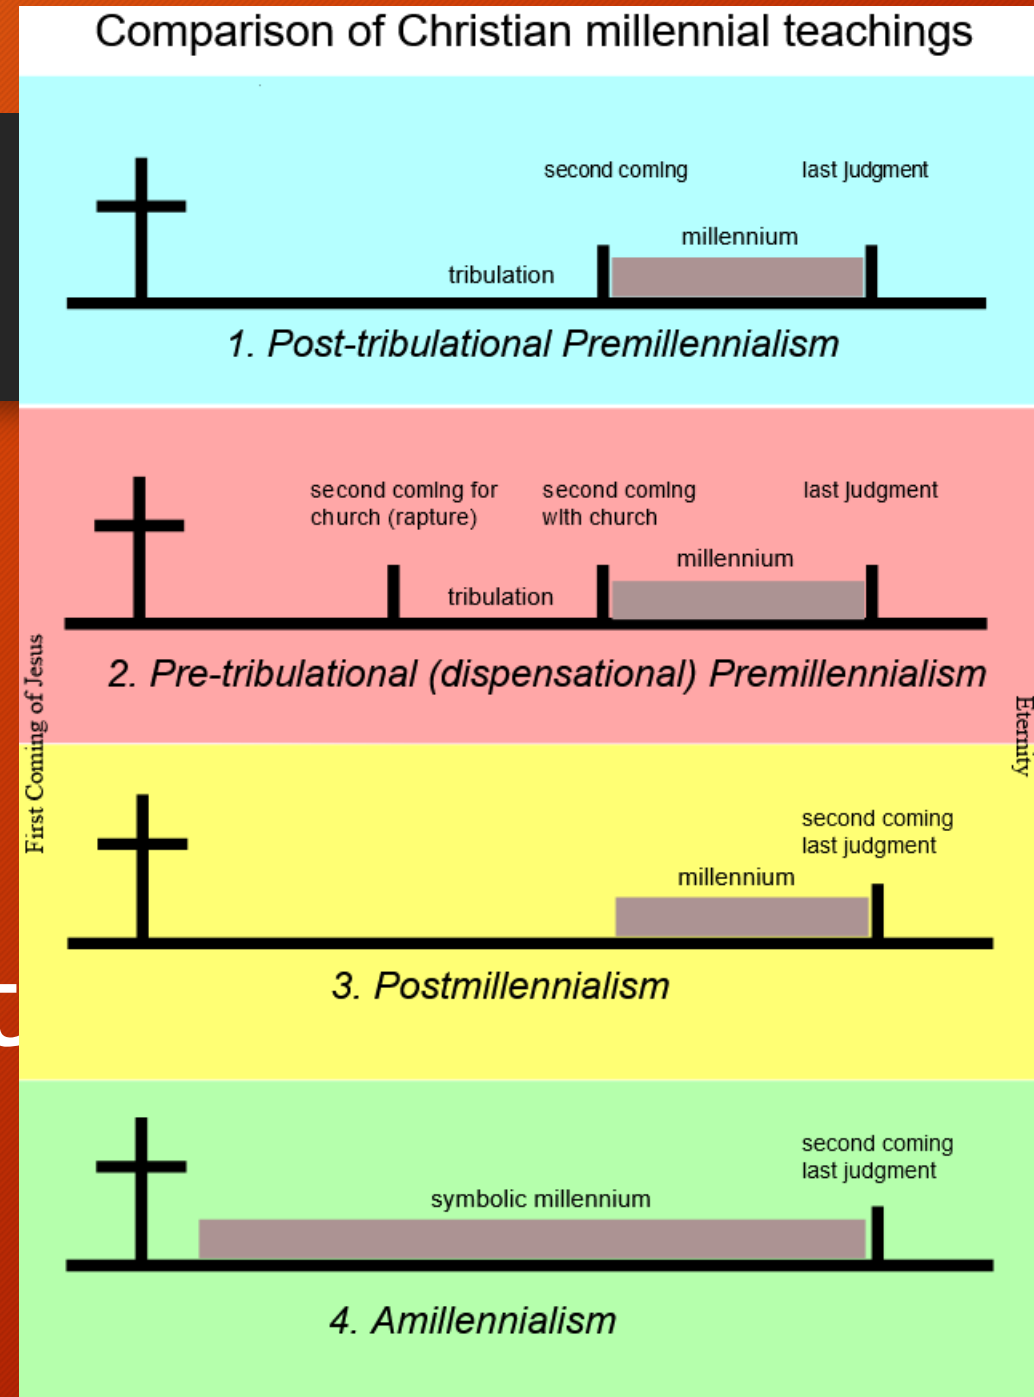 Comparison of Christian millennial teachings
second coming
last judgment
millennium
tribulation
1. Post-tribulational Premillennialism
second coming for
church (rapture)
second coming
with church
last judgment
millennium
tribulation
2. Pre-tribulational (dispensational) Premillennialism
First Coming of Jesus
Eternity
second coming
last judgment
millennium
3. Postmillennialism
second coming
last judgment
symbolic millennium
4. Amillennialism